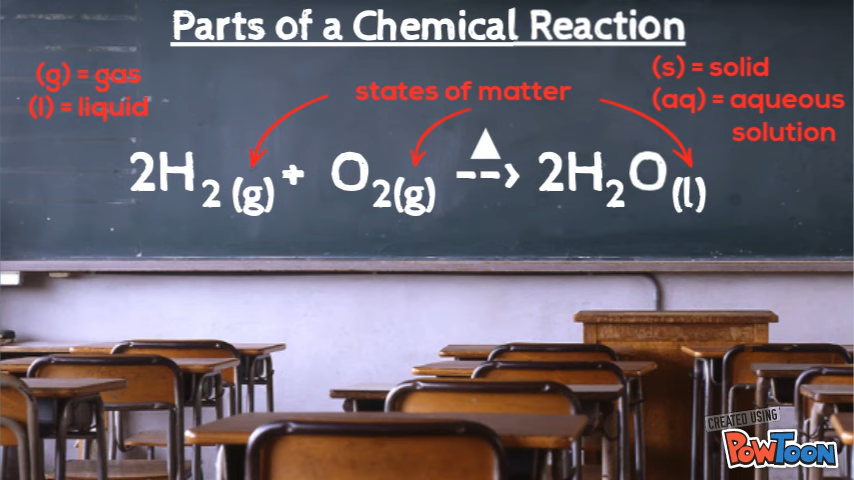 Parts of a Chemical Reaction
(g) = gas
(l) = liquid
states of matter
(s) = solid
(aq) = aqueous
solution
2H₂(g) + O₂(g) --› 2H₂O(l)
CREATED USING
POWTOON